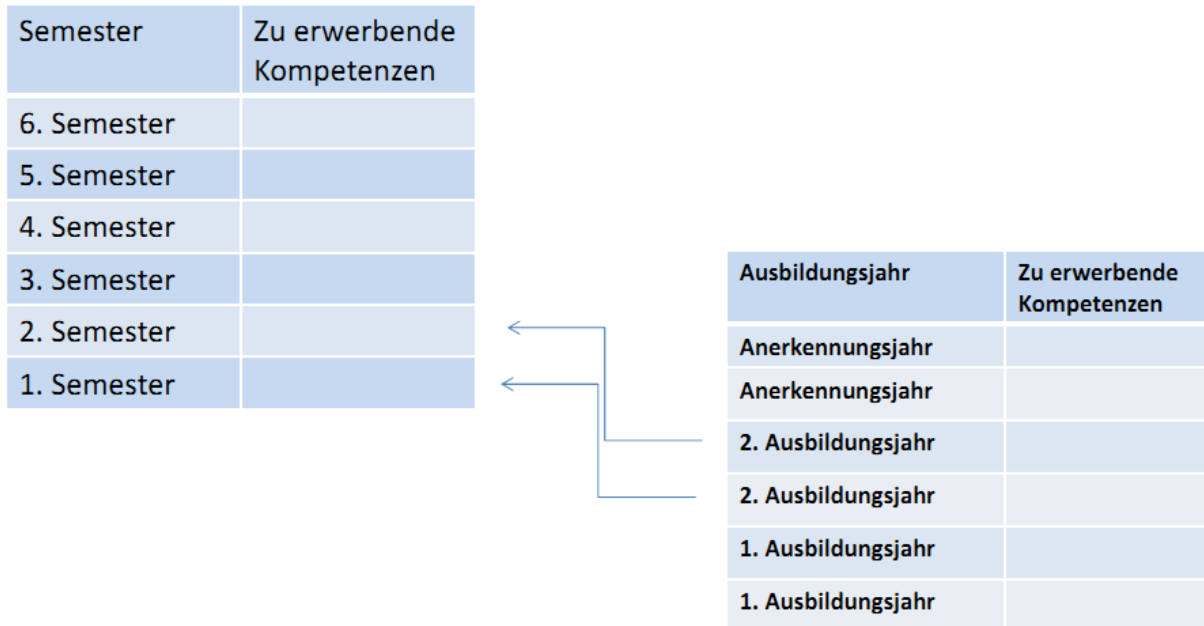 Semester Zu erwerbende
Kompetenzen
6. Semester
5. Semester
4. Semester
3. Semester
2. Semester
1. Semester
Ausbildungsjahr Zu erwerbende
Kompetenzen
Anerkennungsjahr
Anerkennungsjahr
2. Ausbildungsjahr
2. Ausbildungsjahr
1. Ausbildungsjahr
1. Ausbildungsjahr